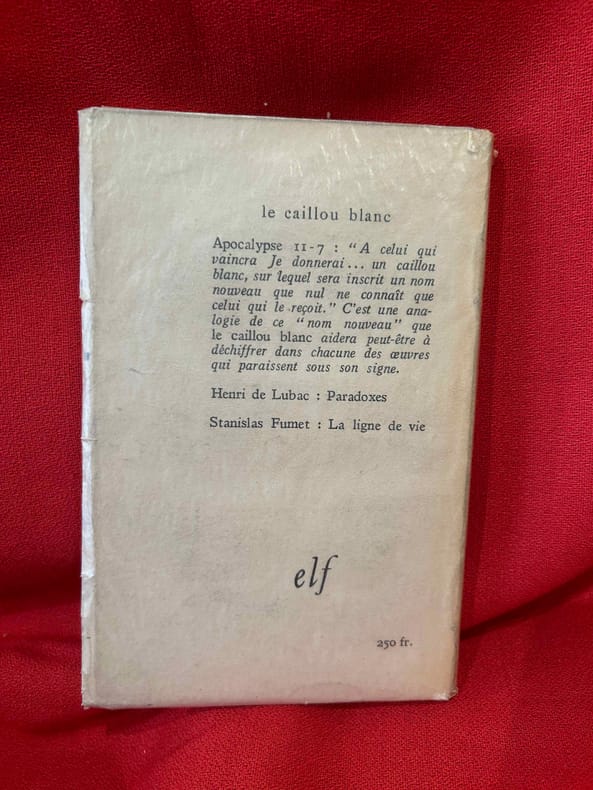 le caillou blanc
Apocalypse 11-7 : "A celui qui
vaincra Je donnerai... un caillou
blanc, sur lequel sera inscrit un nom
nouveau que nul ne connaît que
celui qui le reçoit." C'est une ana-
logie de ce "nom nouveau" que
le caillou blanc aidera peut-être à
déchiffrer dans chacune des œuvres
qui paraissent sous son signe.
Henri de Lubac : Paradoxes
Stanislas Fumet : La ligne de vie
elf
250 fr.